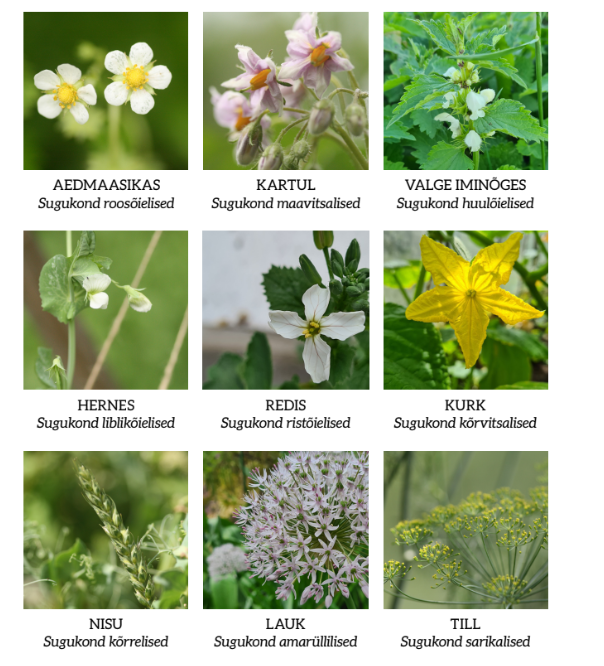 AEDMAASIKAS
Sugukond roosõielised
KARTUL
Sugukond maavitsalised
VALGE IMINÕGES
Sugukond huulõielised
HERNES
Sugukond liblikõielised
REDIS
Sugukond ristõielised
KURK
Sugukond kõrvitsalised
NISU
Sugukond kõrrelised
LAUK
Sugukond amarüllilised
TILL
Sugukond sarikalised